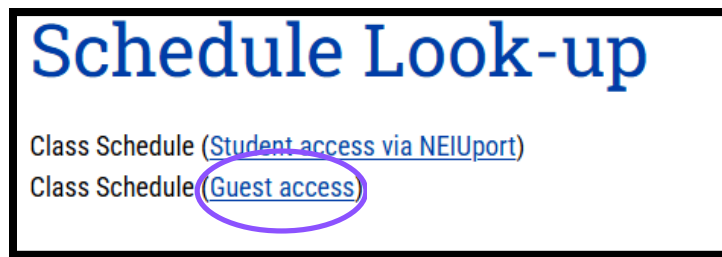 Schedule Look-up
Class Schedule (Student access via NEIUport)
Class Schedule (Guest access)